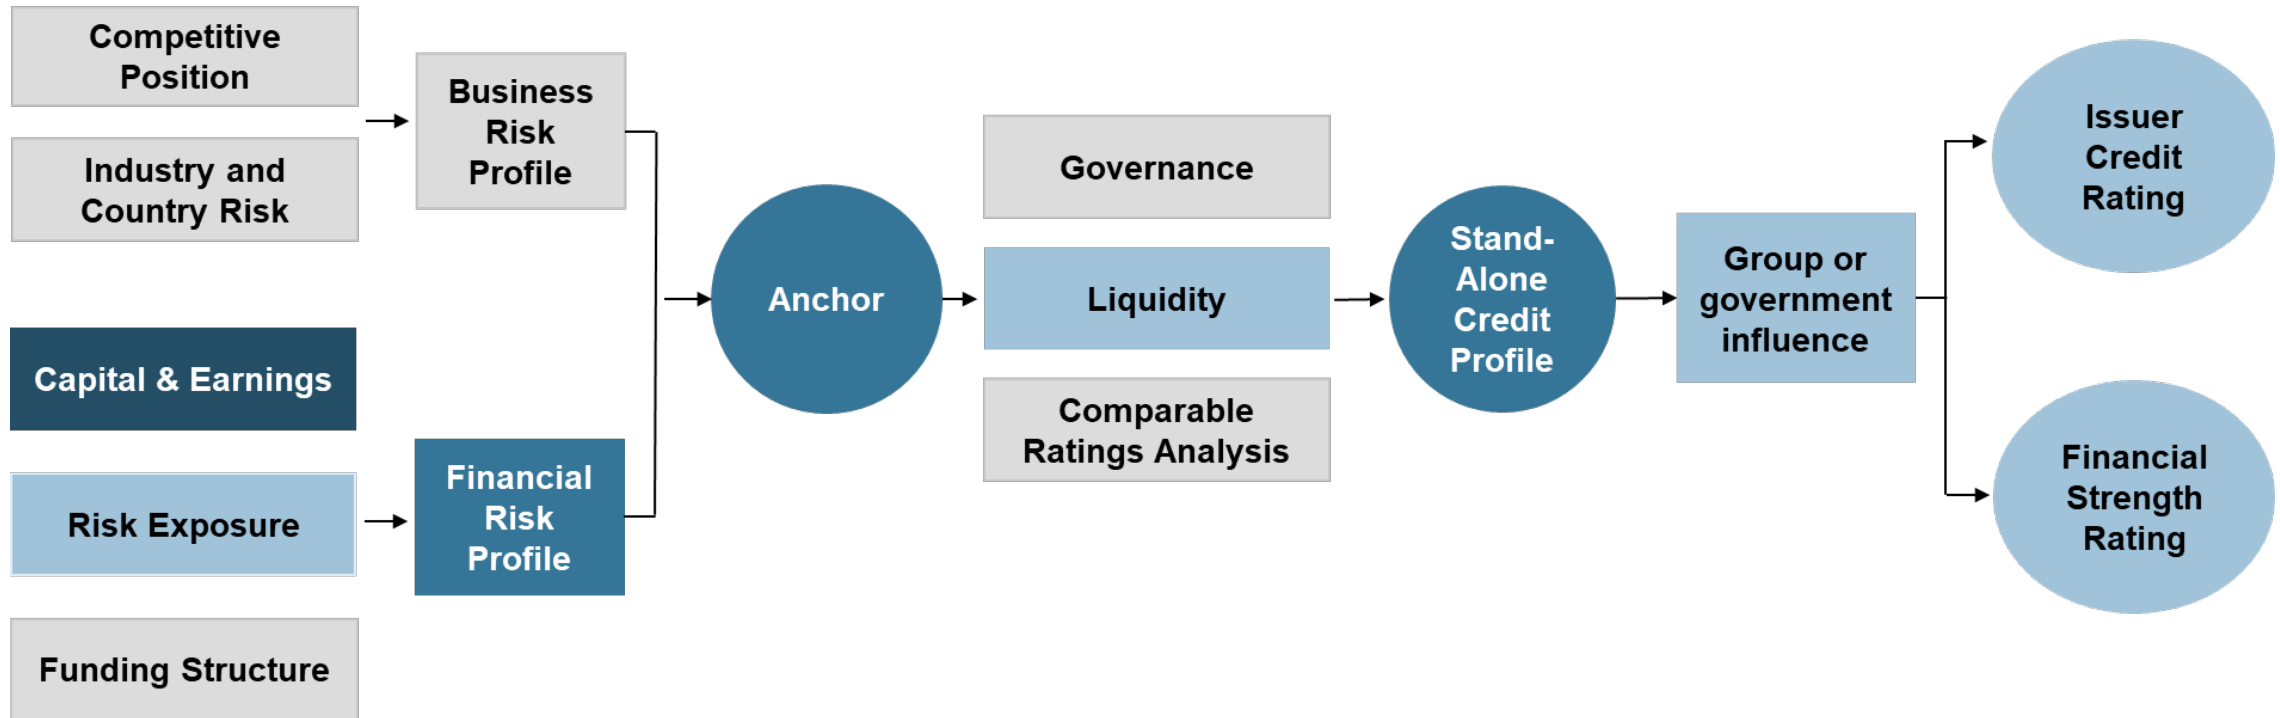 Competitive
Position
Industry and
Country Risk
Capital & Earnings
Risk Exposure
Funding Structure
Business
Risk
Profile
Financial
Risk
Profile
Anchor
Governance
Liquidity
Comparable
Ratings Analysis
Stand-
Alone
Credit
Profile
Group or
government
influence
Issuer
Credit
Rating
Financial
Strength
Rating